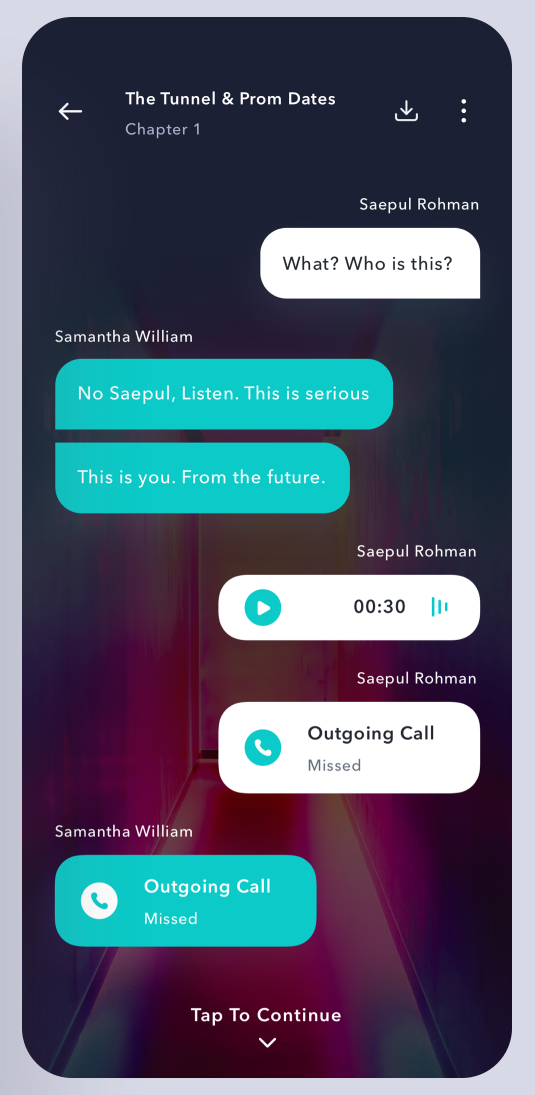 The Tunnel & Prom Dates
Chapter 1
Saepul Rohman
What? Who is this?
Samantha William
No Saepul, Listen. This is serious
This is you. From the future.
Saepul Rohman
00:30
Saepul Rohman
Outgoing Call
Missed
Samantha William
Outgoing Call
Missed
Tap To Continue